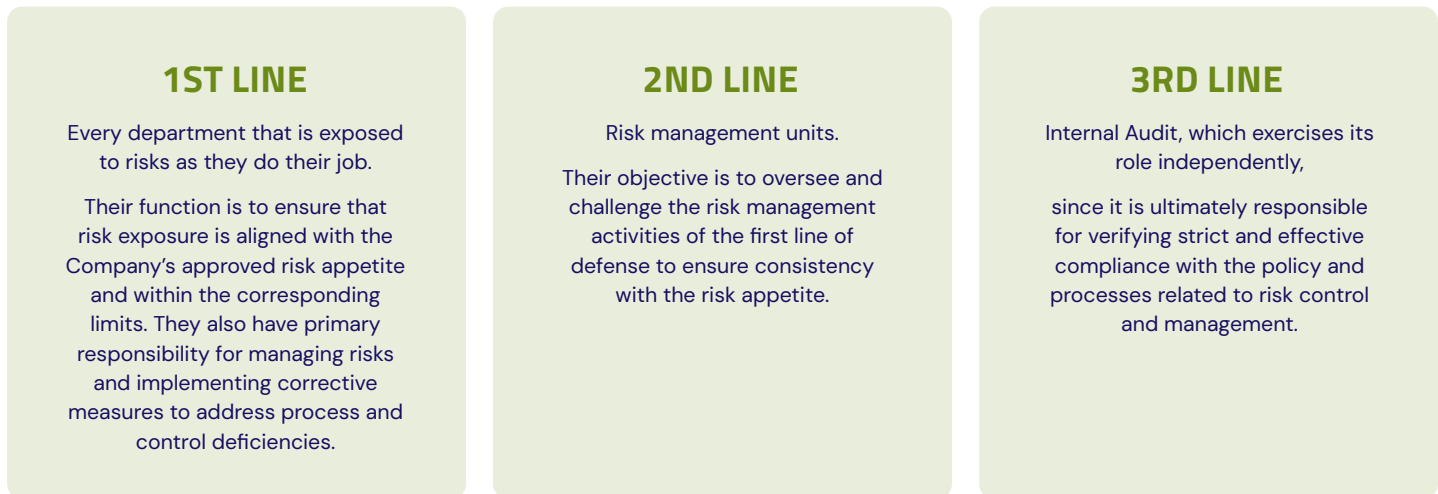 1ST LINE
Every department that is exposed
to risks as they do their job.
Their function is to ensure that
risk exposure is aligned with the
Company’s approved risk appetite
and within the corresponding
limits. They also have primary
responsibility for managing risks
and implementing corrective
measures to address process and
control deficiencies.
2ND LINE
Risk management units.
Their objective is to oversee and
challenge the risk management
activities of the first line of
defense to ensure consistency
with the risk appetite.
3RD LINE
Internal Audit, which exercises its
role independently,
since it is ultimately responsible
for verifying strict and effective
compliance with the policy and
processes related to risk control
and management.